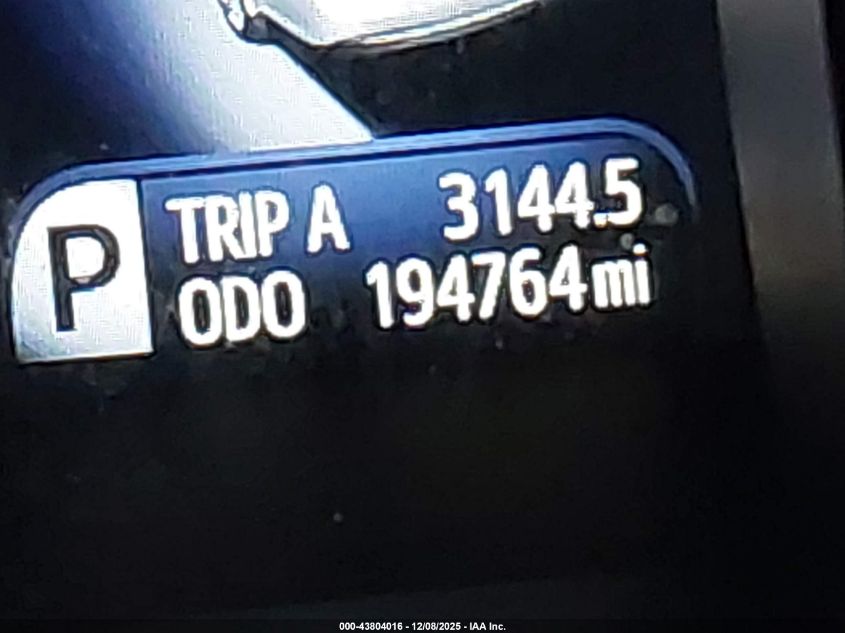 P
TRIP A 3144.5
ODO 194764mi
000-43804016 - 12/08/2025 - IAA Inc.